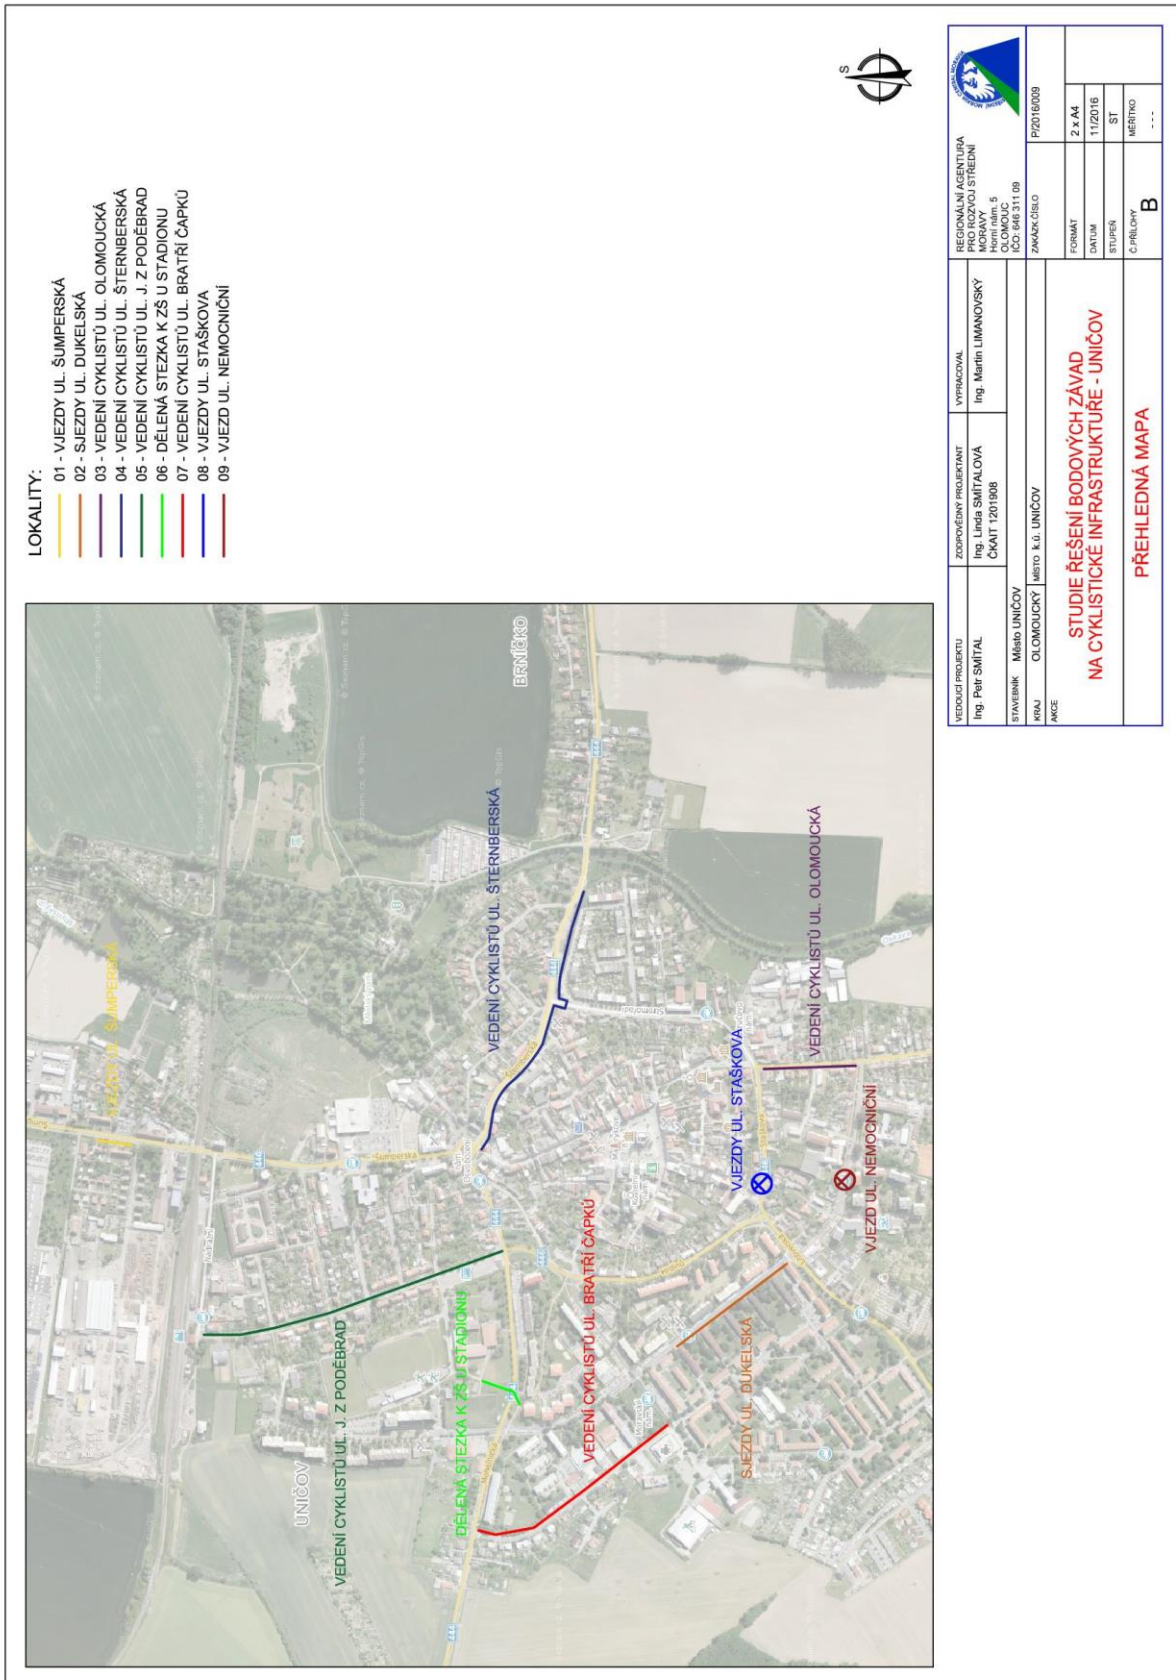 LOKALITY:
01 - VJEZDY UL. ŠUMPERSKÁ
02 - SJEZDY UL. DUKELSKÁ
03 - VEDENÍ CYKLISTŮ UL. OLOMOUCKÁ
04 - VEDENÍ CYKLISTŮ UL. ŠTERNBERSKÁ
05 - VEDENÍ CYKLISTŮ UL. J. Z PODĚBRAD
06 - DĚLENÁ STEZKA K ZŠ U STADIONU
07 - VEDENÍ CYKLISTŮ UL. BRATŘÍ ČAPKŮ
08 - VJEZDY UL. STAŠKOVA
09 - VJEZD UL. NEMOCNIČNÍ
S
VJEZDY UL. ŠUMPERSKÁ
BRNÍČKO
VEDENÍ CYKLISTŮ UL. ŠTERNBERSKÁ
VEDENÍ CYKLISTŮ UL. J. Z PODĚBRAD
UNIČOV
DĚLENÁ STEZKA K ZŠ U STADIONU
VEDENÍ CYKLISTŮ UL. BRATŘÍ ČAPKŮ
VJEZDY UL. STAŠKOVA
VEDENÍ CYKLISTŮ UL. OLOMOUCKÁ
SJEZDY UL. DUKELSKÁ
VJEZD UL. NEMOCNIČNÍ
Šumperská
Nádražní
Šternberská
444
446
VEDOUCÍ PROJEKTU
Ing. Petr SMÍTAL
ZODPOVĚDNÝ PROJEKTANT
Ing. Linda SMÍTALOVÁ
ČKAIT 1201908
VYPRACOVAL
Ing. Martin LIMANOVSKÝ
REGIONÁLNÍ AGENTURA
PRO ROZVOJ STŘEDNÍ
MORAVY
Horní nám. 5
OLOMOUC
IČO: 646 311 09
STAVEBNÍK Město UNIČOV
KRAJ OLOMOUCKÝ MÍSTO k.ú. UNIČOV
ZAKÁZK.ČÍSLO P/2016/009
AKCE
STUDIE ŘEŠENÍ BODOVÝCH ZÁVAD
NA CYKLISTICKÉ INFRASTRUKTUŘE - UNIČOV
FORMÁT 2 x A4
DATUM 11/2016
STUPEŇ ST
PŘEHLEDNÁ MAPA
Č.PŘÍLOHY B
MĚŘÍTKO ---